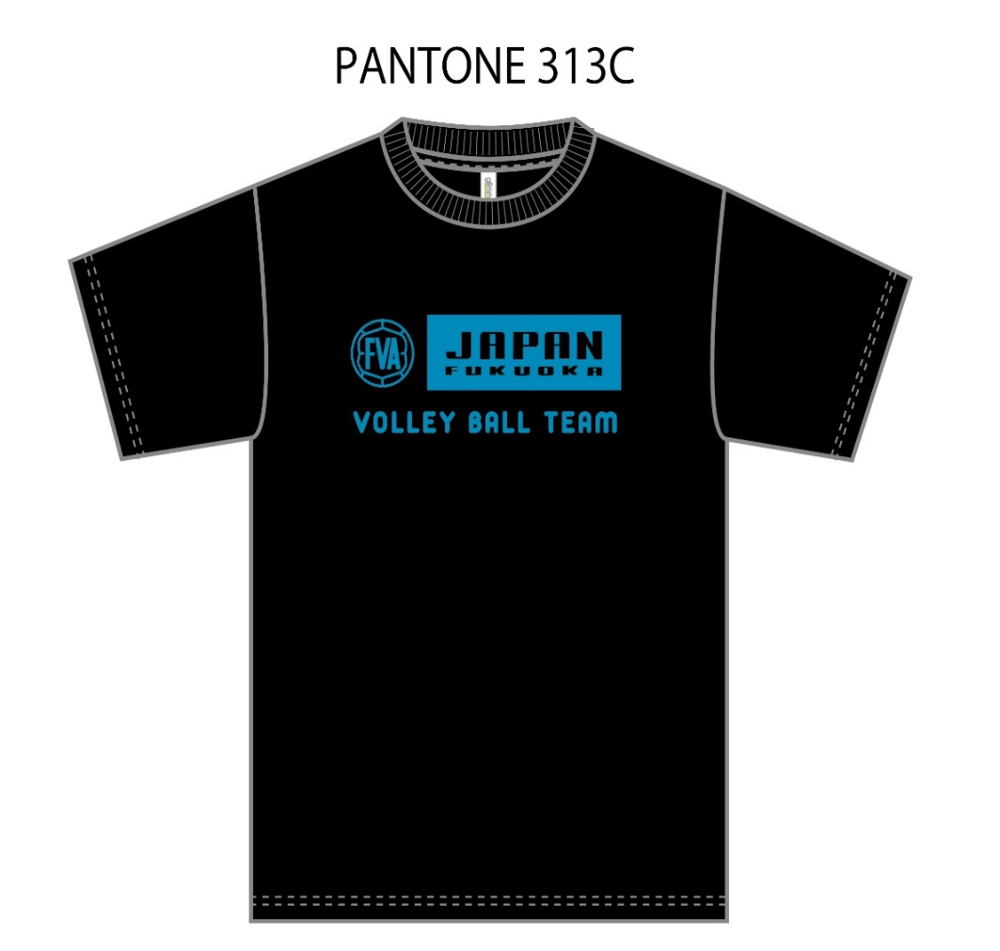 PANTONE 313C
FVA
JAPAN
FUKUOKA
VOLLEY BALL TEAM